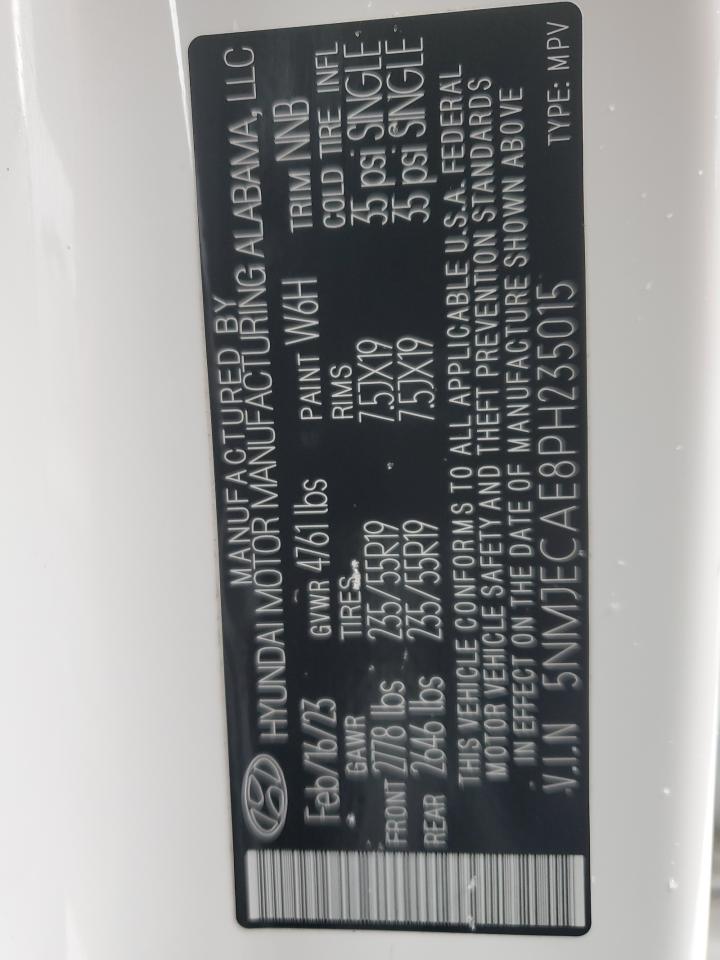 MANUFACTURED BY
HYUNDAI MOTOR MANUFACTURING ALABAMA, LLC
Feb/16/23 GVWR 4761 lbs PAINT W6H TRIM NNB
GAWR TIRES RIMS COLD TIRE INFL
FRONT 2778 lbs 235/55R19 7.5JX19 35 psi SINGLE
REAR 2646 lbs 235/55R19 7.5JX19 35 psi SINGLE
THIS VEHICLE CONFORMS TO ALL APPLICABLE U.S.A. FEDERAL
MOTOR VEHICLE SAFETY AND THEFT PREVENTION STANDARDS
IN EFFECT ON THE DATE OF MANUFACTURE SHOWN ABOVE
V.I.N 5NMJECAE8PH235015 TYPE: MPV